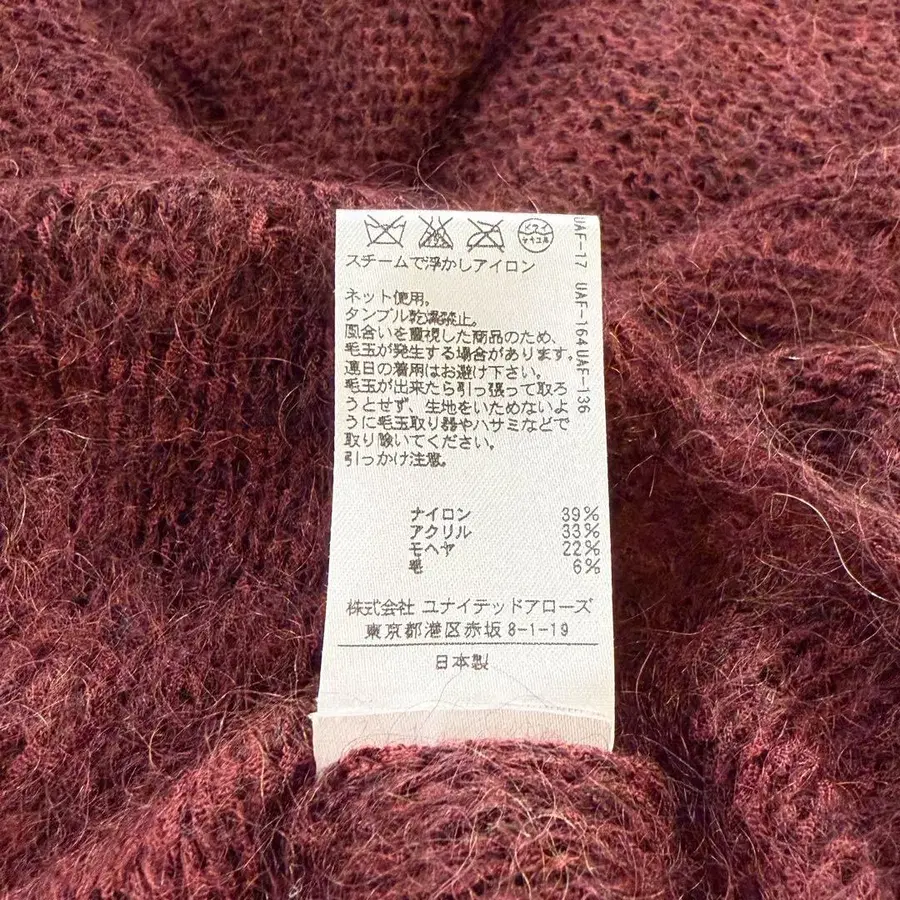 ドライ
セキユ系
スチームで浮かしアイロン
ネット使用。
タンブル乾燥禁止。
風合いを重視した商品のため、
毛玉が発生する場合があります。
連日の着用はお避け下さい。
毛玉が出来たら引っ張って取ろ
うとせず、生地をいためないよ
うに毛玉取り器やハサミなどで
取り除いてください。
引っかけ注意。
ナイロン 39%
アクリル 33%
モヘヤ 22%
毛 6%
株式会社 ユナイテッドアローズ
東京都港区赤坂 8-1-19
日本製
UAF-17 UAF-164 UAF-136